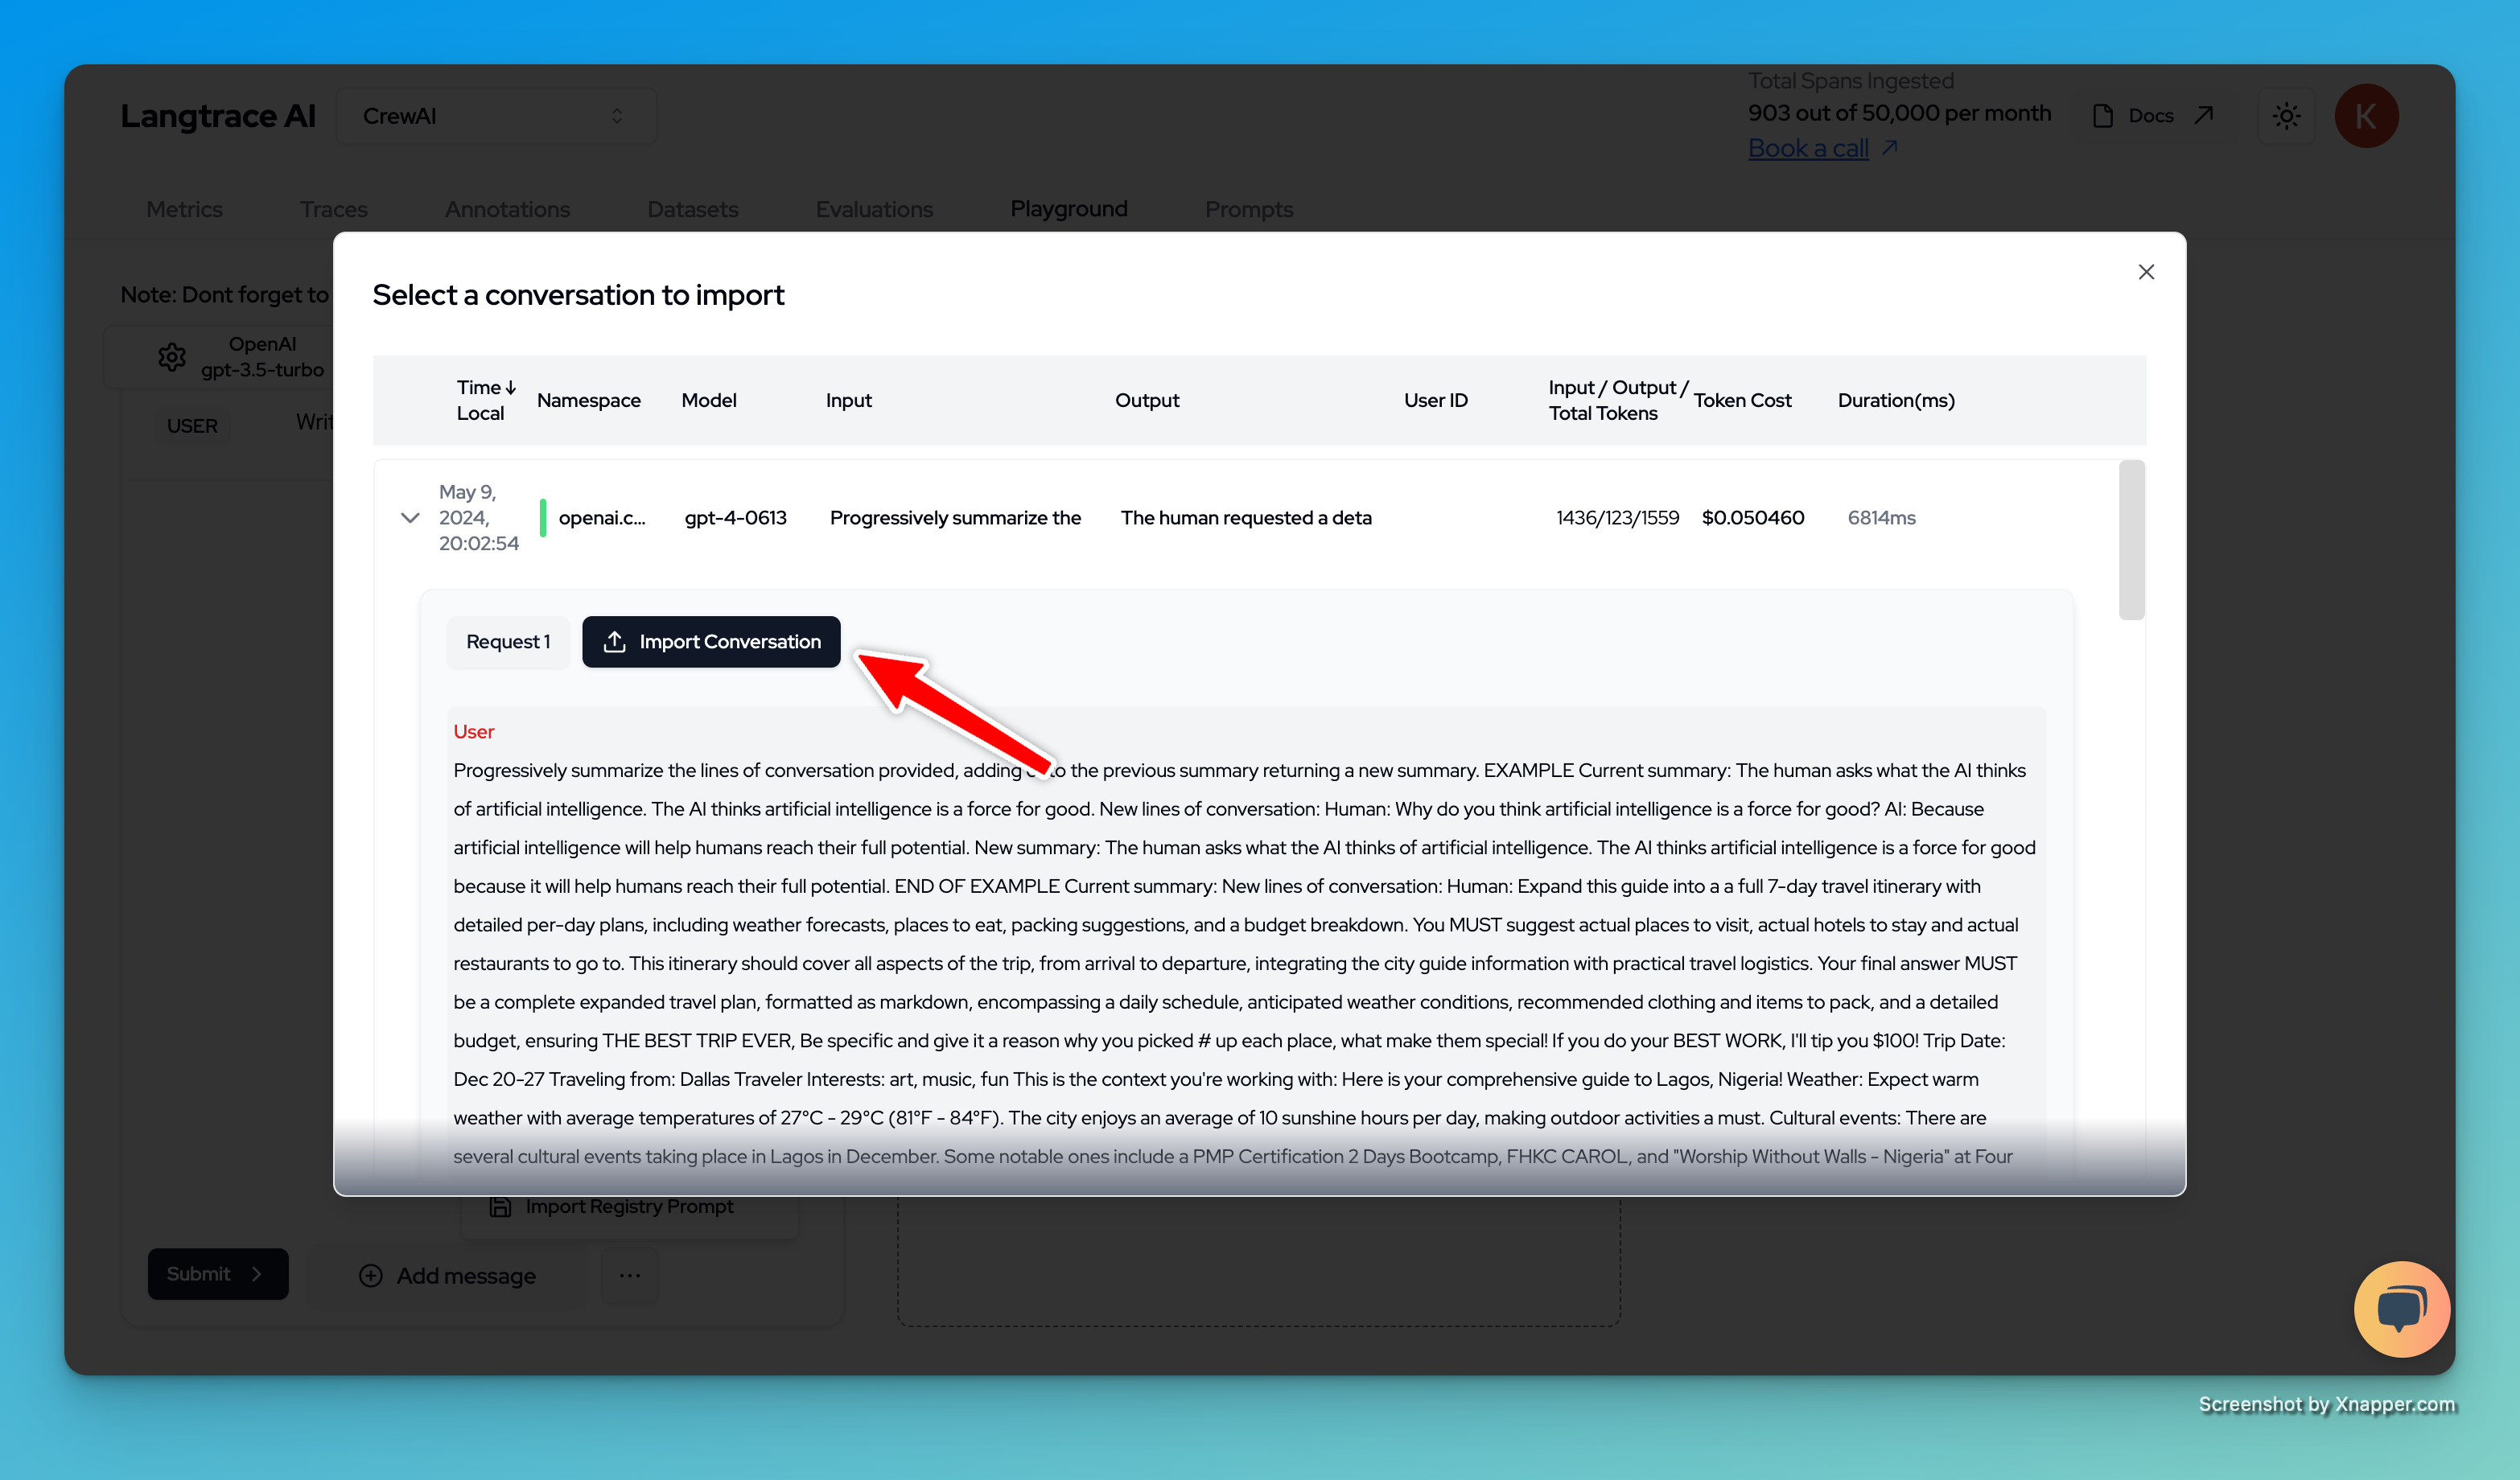 Total Spans Ingested
Langtrace AI
CrewAI
903 out of 50,000 per month
Docs
K
Book a call
Metrics
Traces
Annotations
Datasets
Evaluations
Playground
Prompts
Note: Dont forget to
OpenAI
gpt-3.5-turbo
USER
Writ
Select a conversation to import
Time
Local
Namespace
Model
Input
Output
User ID
Input / Output /
Total Tokens
Token Cost
Duration(ms)
May 9,
2024,
20:02:54
openai.c...
gpt-4-0613
Progressively summarize the
The human requested a deta
1436/123/1559
$0.050460
6814ms
Request 1
Import Conversation
User
Progressively summarize the lines of conversation provided, adding to the previous summary returning a new summary. EXAMPLE Current summary: The human asks what the AI thinks
of artificial intelligence. The AI thinks artificial intelligence is a force for good. New lines of conversation: Human: Why do you think artificial intelligence is a force for good? AI: Because
artificial intelligence will help humans reach their full potential. New summary: The human asks what the AI thinks of artificial intelligence. The AI thinks artificial intelligence is a force for good
because it will help humans reach their full potential. END OF EXAMPLE Current summary: New lines of conversation: Human: Expand this guide into a a full 7-day travel itinerary with
detailed per-day plans, including weather forecasts, places to eat, packing suggestions, and a budget breakdown. You MUST suggest actual places to visit, actual hotels to stay and actual
restaurants to go to. This itinerary should cover all aspects of the trip, from arrival to departure, integrating the city guide information with practical travel logistics. Your final answer MUST
be a complete expanded travel plan, formatted as markdown, encompassing a daily schedule, anticipated weather conditions, recommended clothing and items to pack, and a detailed
budget, ensuring THE BEST TRIP EVER, Be specific and give it a reason why you picked # up each place, what make them special! If you do your BEST WORK, I'll tip you $100! Trip Date:
Dec 20-27 Traveling from: Dallas Traveler Interests: art, music, fun This is the context you're working with: Here is your comprehensive guide to Lagos, Nigeria! Weather: Expect warm
weather with average temperatures of 27°C - 29°C (81°F - 84°F). The city enjoys an average of 10 sunshine hours per day, making outdoor activities a must. Cultural events: There are
several cultural events taking place in Lagos in December. Some notable ones include a PMP Certification 2 Days Bootcamp, FHKC CAROL, and "Worship Without Walls - Nigeria" at Four
Import Registry Prompt
Submit
Add message
Screenshot by Xnapper.com